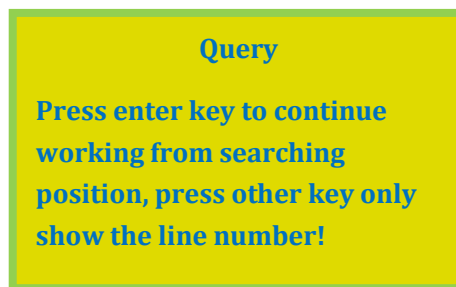 Query
Press enter key to continue
working from searching
position, press other key only
show the line number!